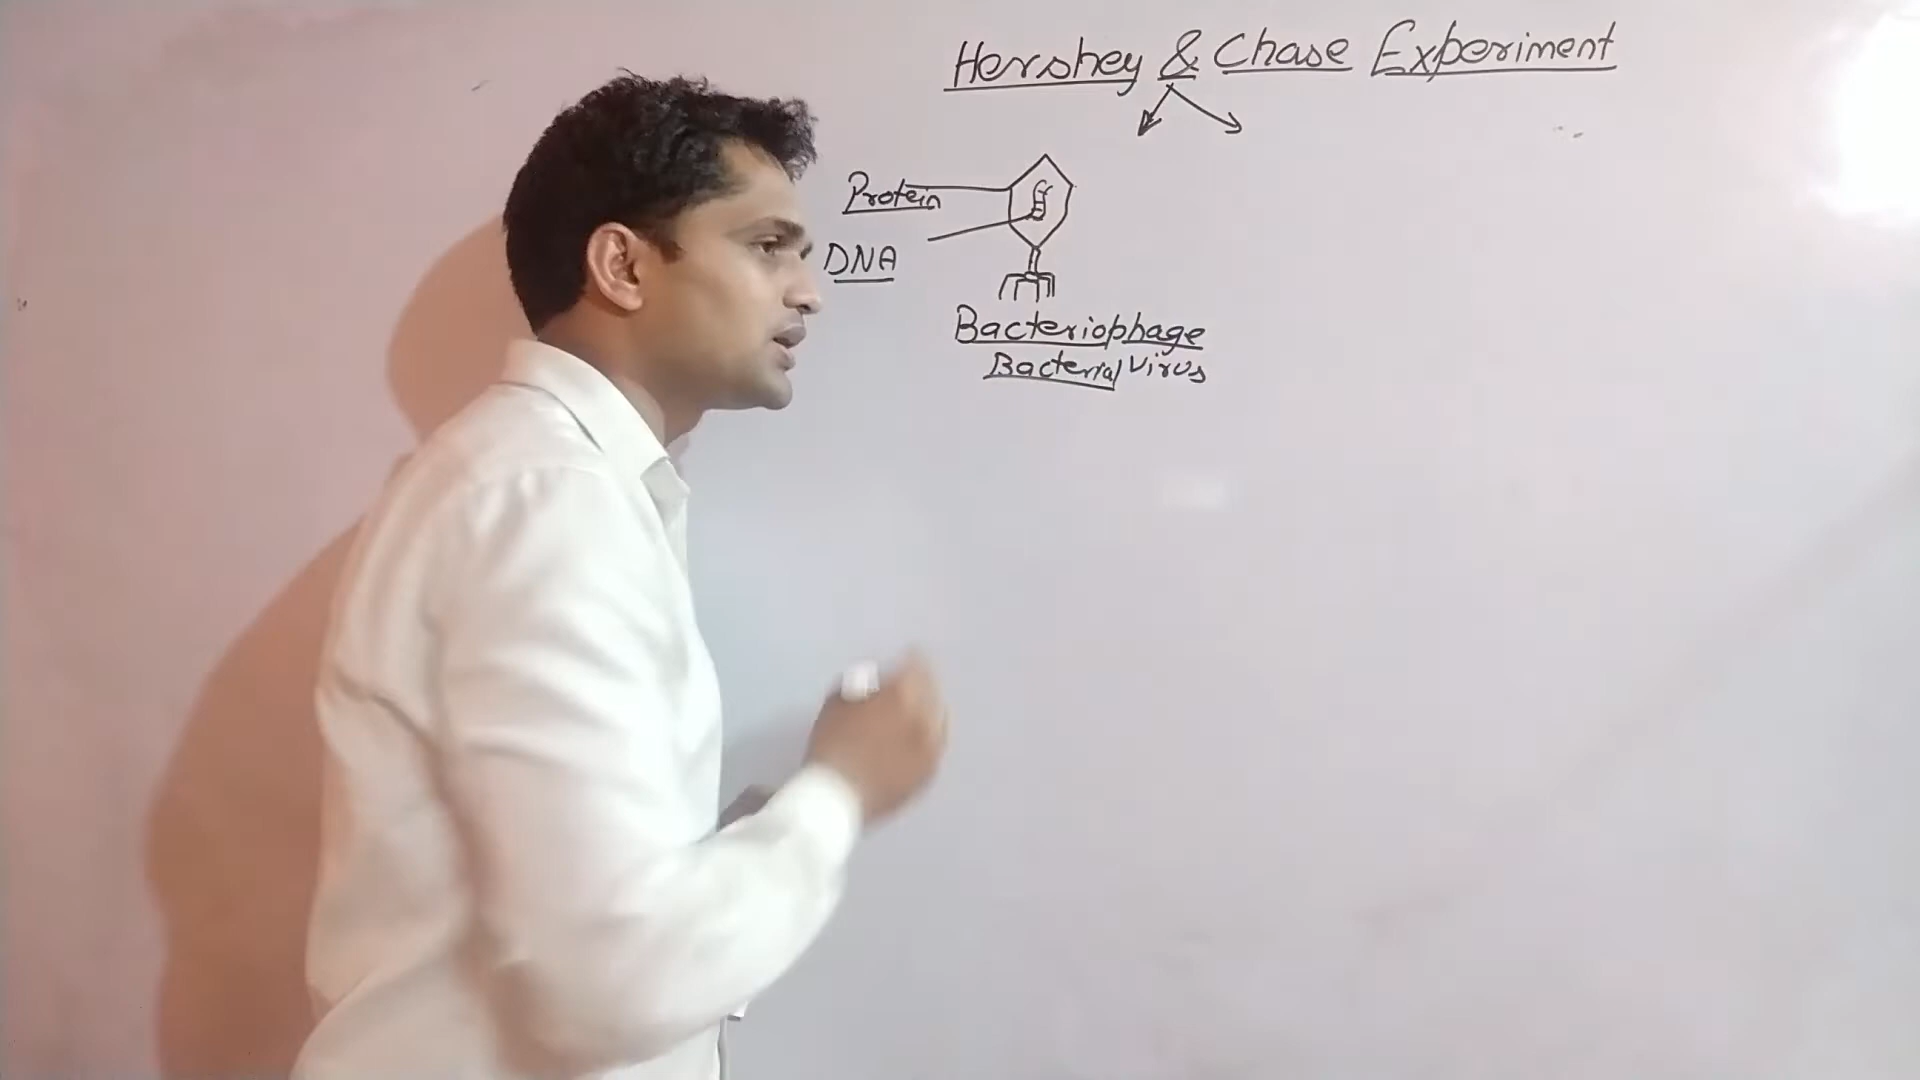 Hershey & Chase Experiment
Protein
DNA
Bacteriophage
Bacterial Virus